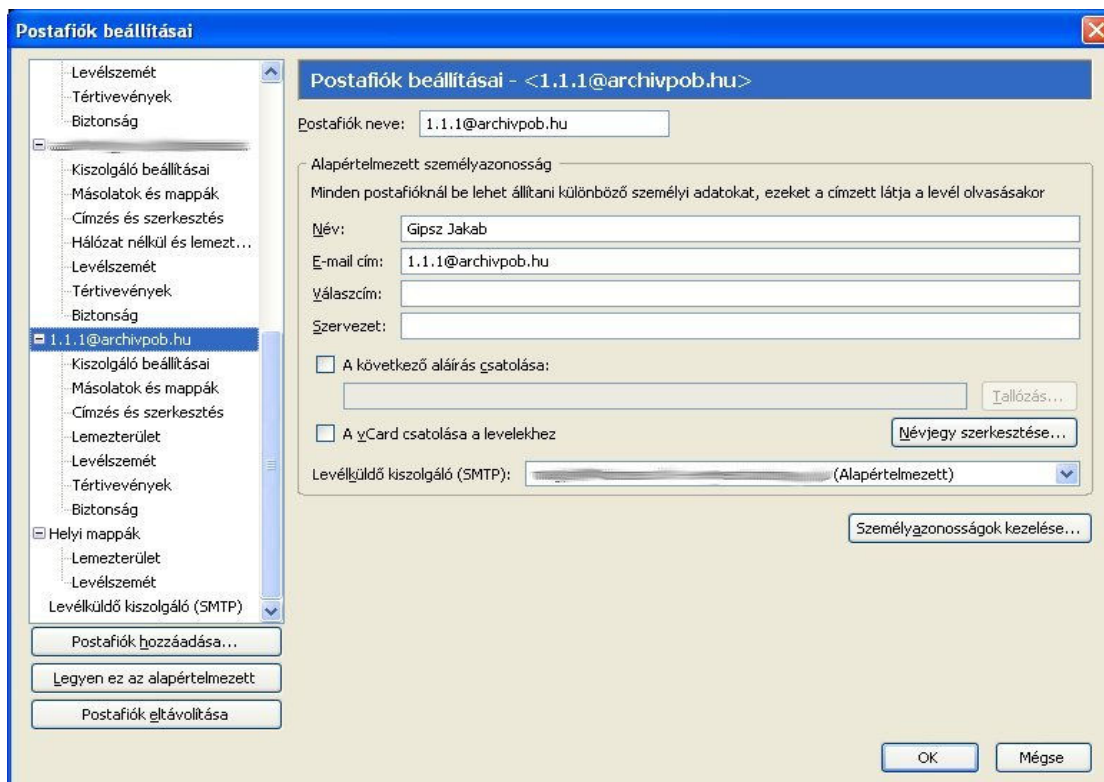 Postafiók beállításai
Levélszemét
Tértivevények
Biztonság
Kiszolgáló beállításai
Másolatok és mappák
Címzés és szerkesztés
Hálózat nélkül és lemezt...
Levélszemét
Tértivevények
Biztonság
1.1.1@archivpob.hu
Kiszolgáló beállításai
Másolatok és mappák
Címzés és szerkesztés
Lemezterület
Levélszemét
Tértivevények
Biztonság
Helyi mappák
Lemezterület
Levélszemét
Levélküldő kiszolgáló (SMTP)
Postafiók hozzáadása...
Legyen ez az alapértelmezett
Postafiók eltávolítása
Postafiók beállításai - <1.1.1@archivpob.hu>
Postafiók neve: 1.1.1@archivpob.hu
Alapértelmezett személyazonosság
Minden postafióknál be lehet állítani különböző személyi adatokat, ezeket a címzett látja a levél olvasásakor
Név: Gipsz Jakab
E-mail cím: 1.1.1@archivpob.hu
Válaszcím:
Szervezet:
A következő aláírás csatolása:
Tallózás...
A vCard csatolása a levelekhez
Névjegy szerkesztése...
Levélküldő kiszolgáló (SMTP): (Alapértelmezett)
Személyazonosságok kezelése...
OK Mégse